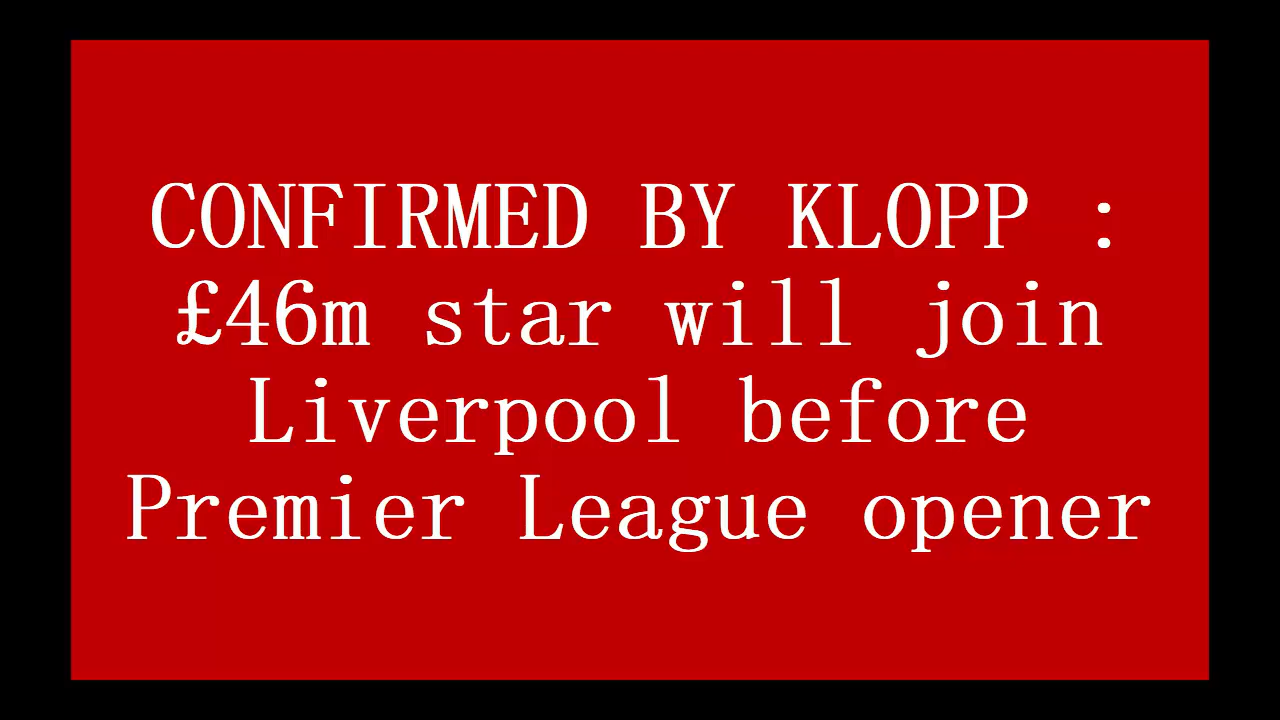 CONFIRMED BY KLOPP :
£46m star will join
Liverpool before
Premier League opener